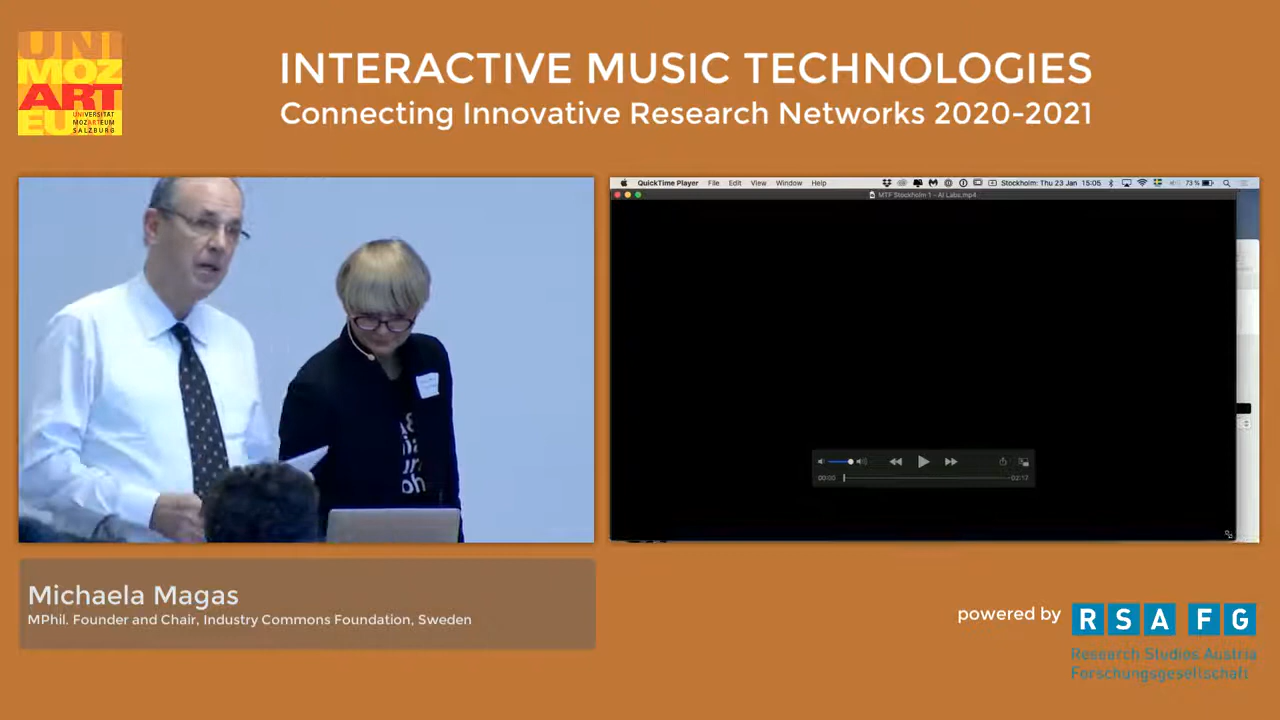 UNI
MOZ
ART
EU
UNIVERSITÄT
MOZARTEUM
SALZBURG
INTERACTIVE MUSIC TECHNOLOGIES
Connecting Innovative Research Networks 2020-2021
QuickTime Player File Edit View Window Help Stockholm: Thu 23 Jan 15:05 73 %
MTF Stockholm 1 - AI Labs.mp4
00:00 -02:17
Michaela Magas
MPhil. Founder and Chair, Industry Commons Foundation, Sweden
powered by
RSA FG
Research Studios Austria
Forschungsgesellschaft